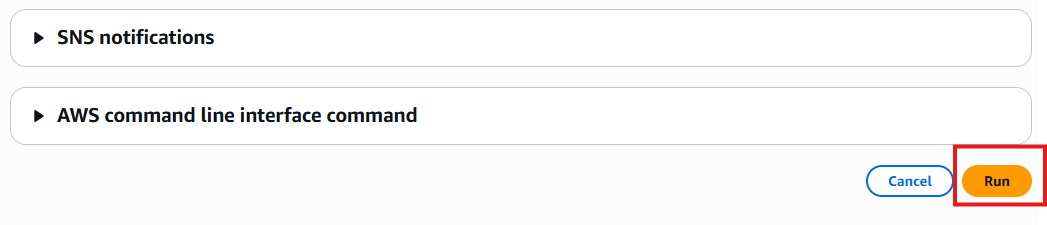 SNS notifications
AWS command line interface command
Cancel Run